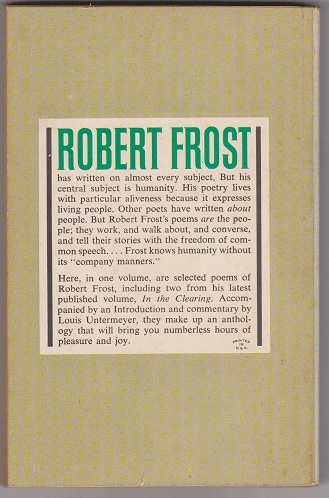 ROBERT FROST
has written on almost every subject. But his
central subject is humanity. His poetry lives
with particular aliveness because it expresses
living people. Other poets have written about
people. But Robert Frost's poems are the peo-
ple; they work, and walk about, and converse,
and tell their stories with the freedom of com-
mon speech. . . . Frost knows humanity without
its "company manners."
Here, in one volume, are selected poems of
Robert Frost, including two from his latest
published volume, In the Clearing. Accom-
panied by an Introduction and commentary by
Louis Untermeyer, they make up an anthol-
ogy that will bring you numberless hours of
pleasure and joy.
PRINTED
IN
U.S.A.